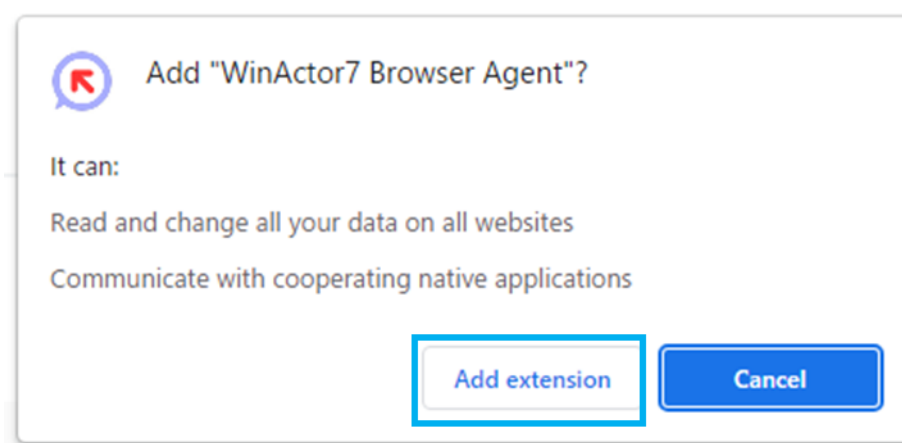 Add "WinActor7 Browser Agent"?
It can:
Read and change all your data on all websites
Communicate with cooperating native applications
Add extension
Cancel